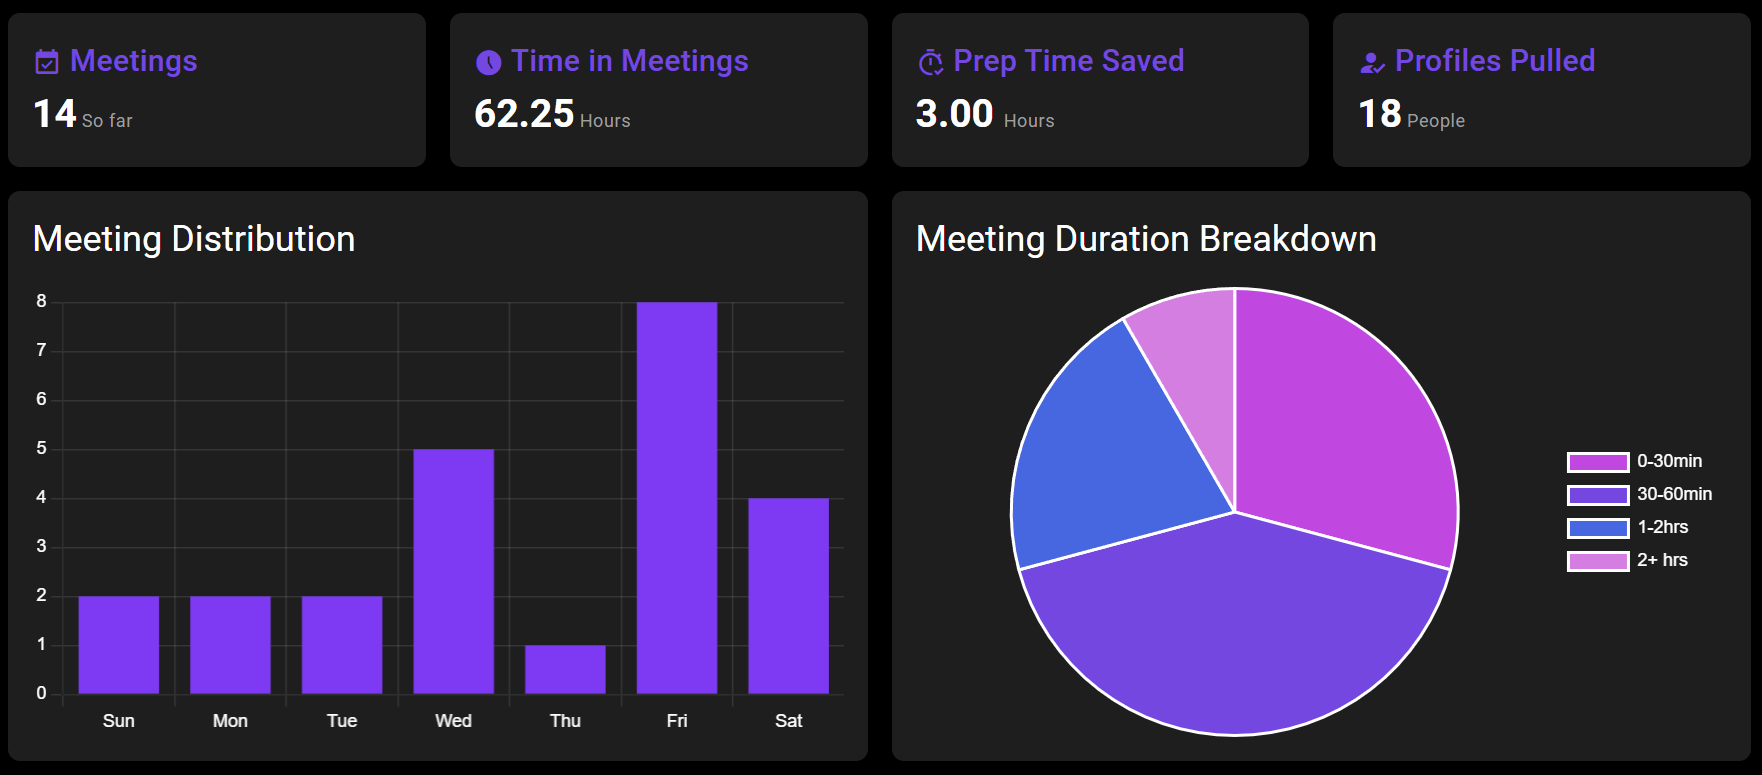 Meetings
14 So far
Time in Meetings
62.25 Hours
Prep Time Saved
3.00 Hours
Profiles Pulled
18 People
Meeting Distribution
8
7
6
5
4
3
2
1
0
Sun Mon Tue Wed Thu Fri Sat
Meeting Duration Breakdown
0-30min
30-60min
1-2hrs
2+ hrs